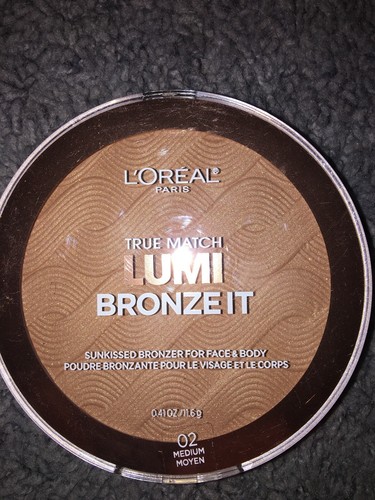 L'ORÉAL®
PARIS
TRUE MATCH
LUMI
BRONZE IT
SUNKISSED BRONZER FOR FACE & BODY
POUDRE BRONZANTE POUR LE VISAGE ET LE CORPS
0.41 OZ / 11.6 g
02
MEDIUM
MOYEN